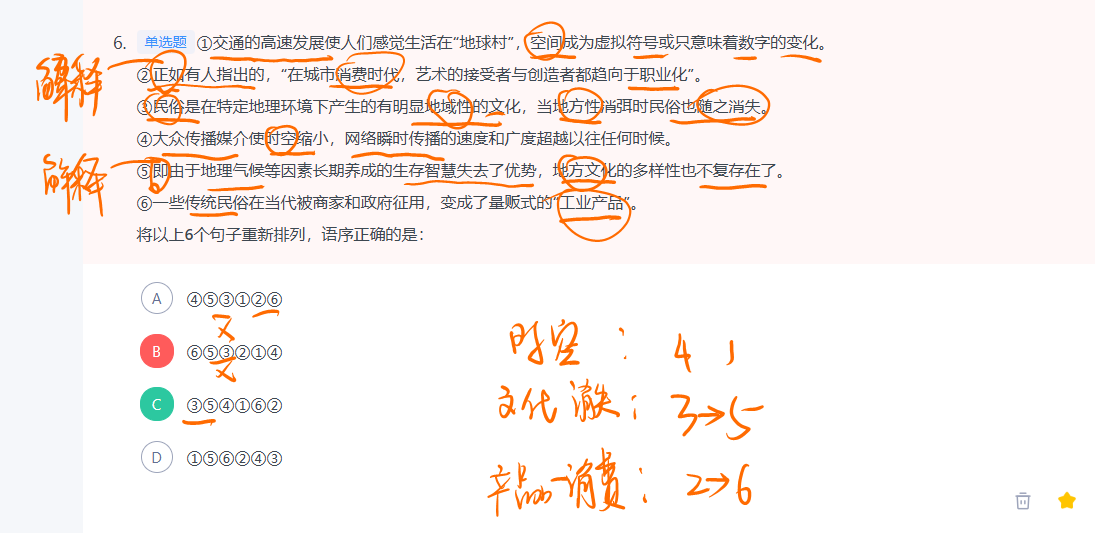 6. 单选题 ①交通的高速发展使人们感觉生活在“地球村”，空间成为虚拟符号或只意味着数字的变化。
解释
②正如有人指出的，“在城市消费时代，艺术的接受者与创造者都趋向于职业化”。
③民俗是在特定地理环境下产生的有明显地域性的文化，当地方性消弭时民俗也随之消失。
④大众传播媒介使时空缩小，网络瞬时传播的速度和广度超越以往任何时候。
解释
⑤即由于地理气候等因素长期养成的生存智慧失去了优势，地方文化的多样性也不复存在了。
⑥一些传统民俗在当代被商家和政府征用，变成了量贩式的“工业产品”。
将以上6个句子重新排列，语序正确的是：
A ④⑤③①②⑥
B ⑥⑤③②①④
C ③⑤④①⑥②
D ①⑤⑥②④③
时空： 4 1
文化 消失： 3→5
产品-消费： 2→6